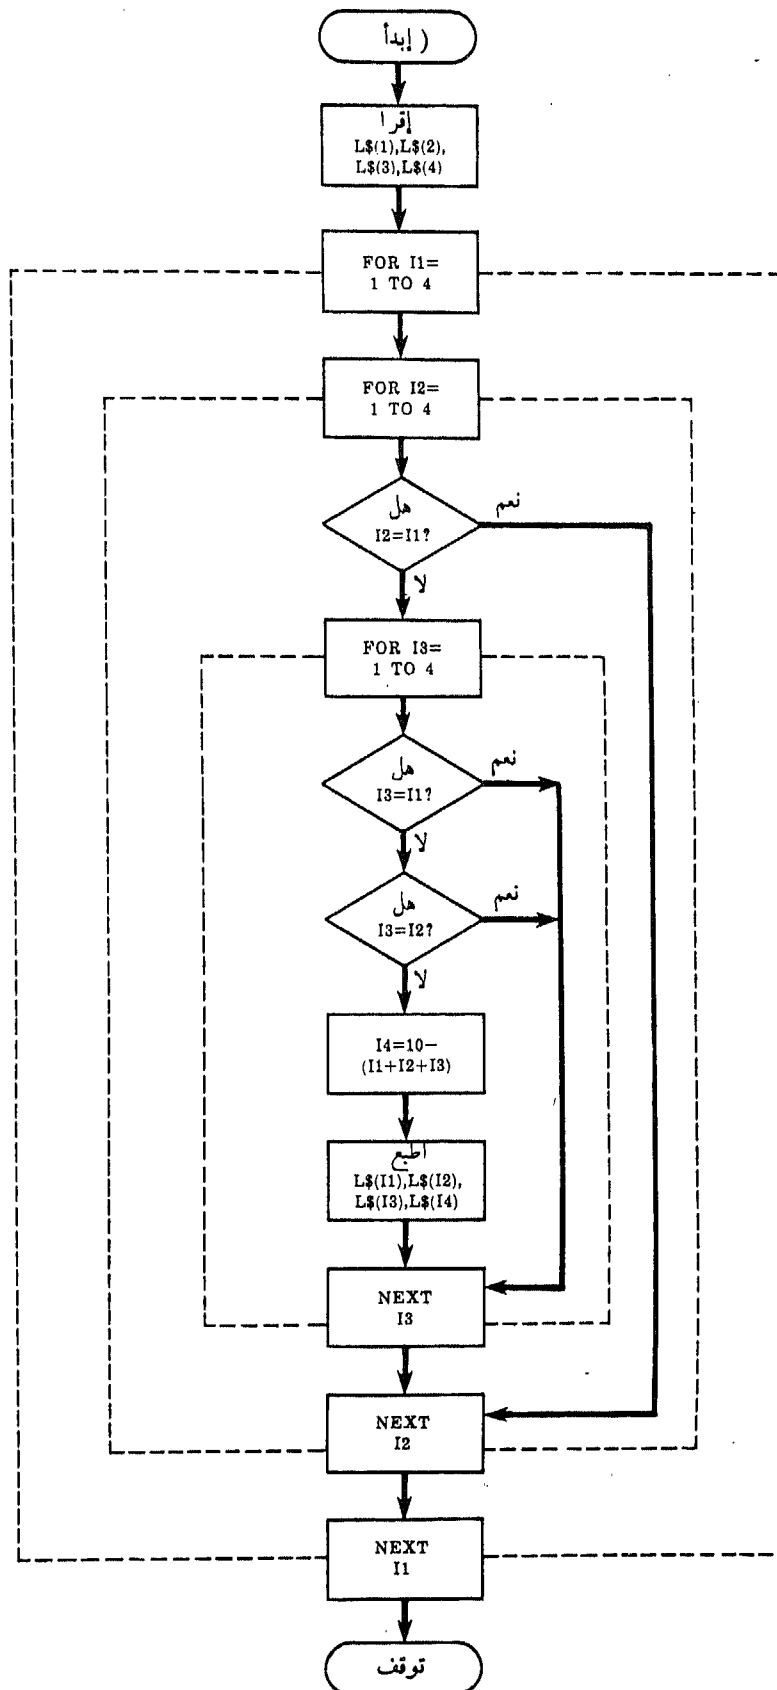 ( إبدأ
إقرا
L$(1),L$(2),
L$(3),L$(4)
FOR I1=
1 TO 4
FOR I2=
1 TO 4
هل
I2=I1?
نعم
لا
FOR I3=
1 TO 4
هل
I3=I1?
نعم
لا
هل
I3=I2?
نعم
لا
I4=10−
(I1+I2+I3)
اطبع
L$(I1),L$(I2),
L$(I3),L$(I4)
NEXT
I3
NEXT
I2
NEXT
I1
توقف